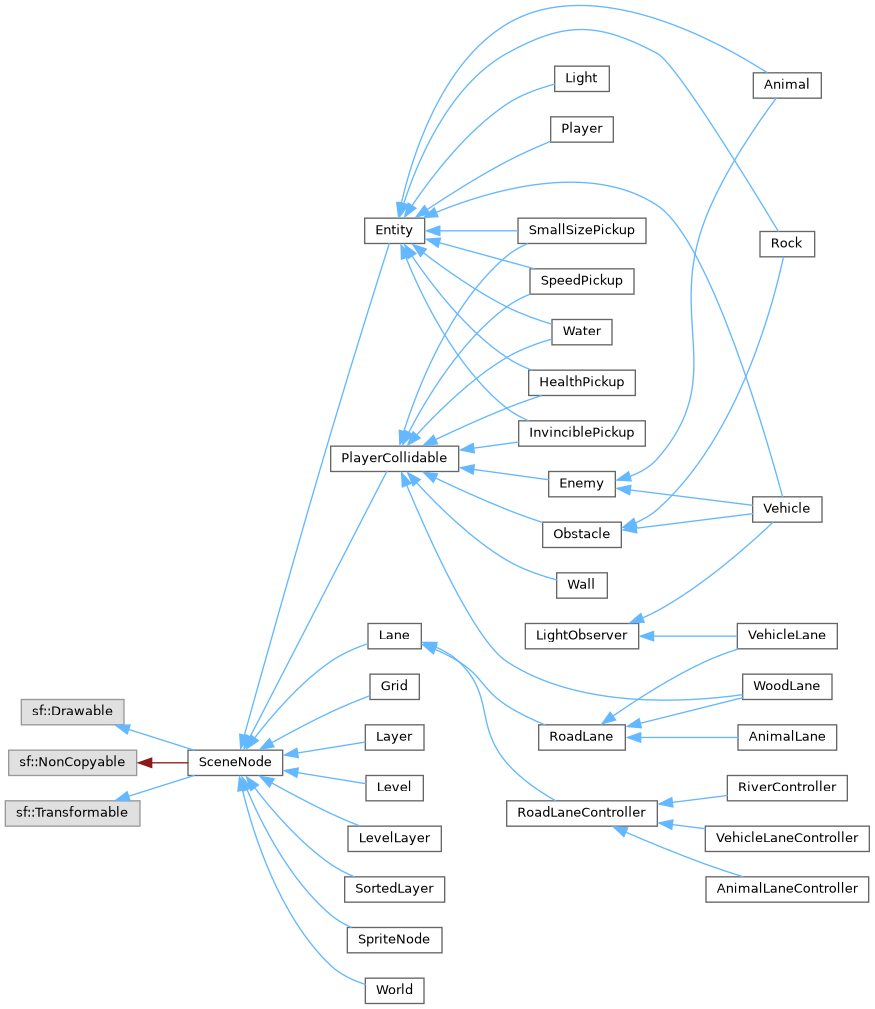 Light
Animal
Player
Entity
SmallSizePickup
Rock
SpeedPickup
Water
HealthPickup
InvinciblePickup
PlayerCollidable
Enemy
Vehicle
Obstacle
Wall
Lane
LightObserver
VehicleLane
Grid
WoodLane
sf::Drawable
Layer
RoadLane
AnimalLane
sf::NonCopyable
SceneNode
Level
RiverController
sf::Transformable
RoadLaneController
LevelLayer
VehicleLaneController
SortedLayer
AnimalLaneController
SpriteNode
World